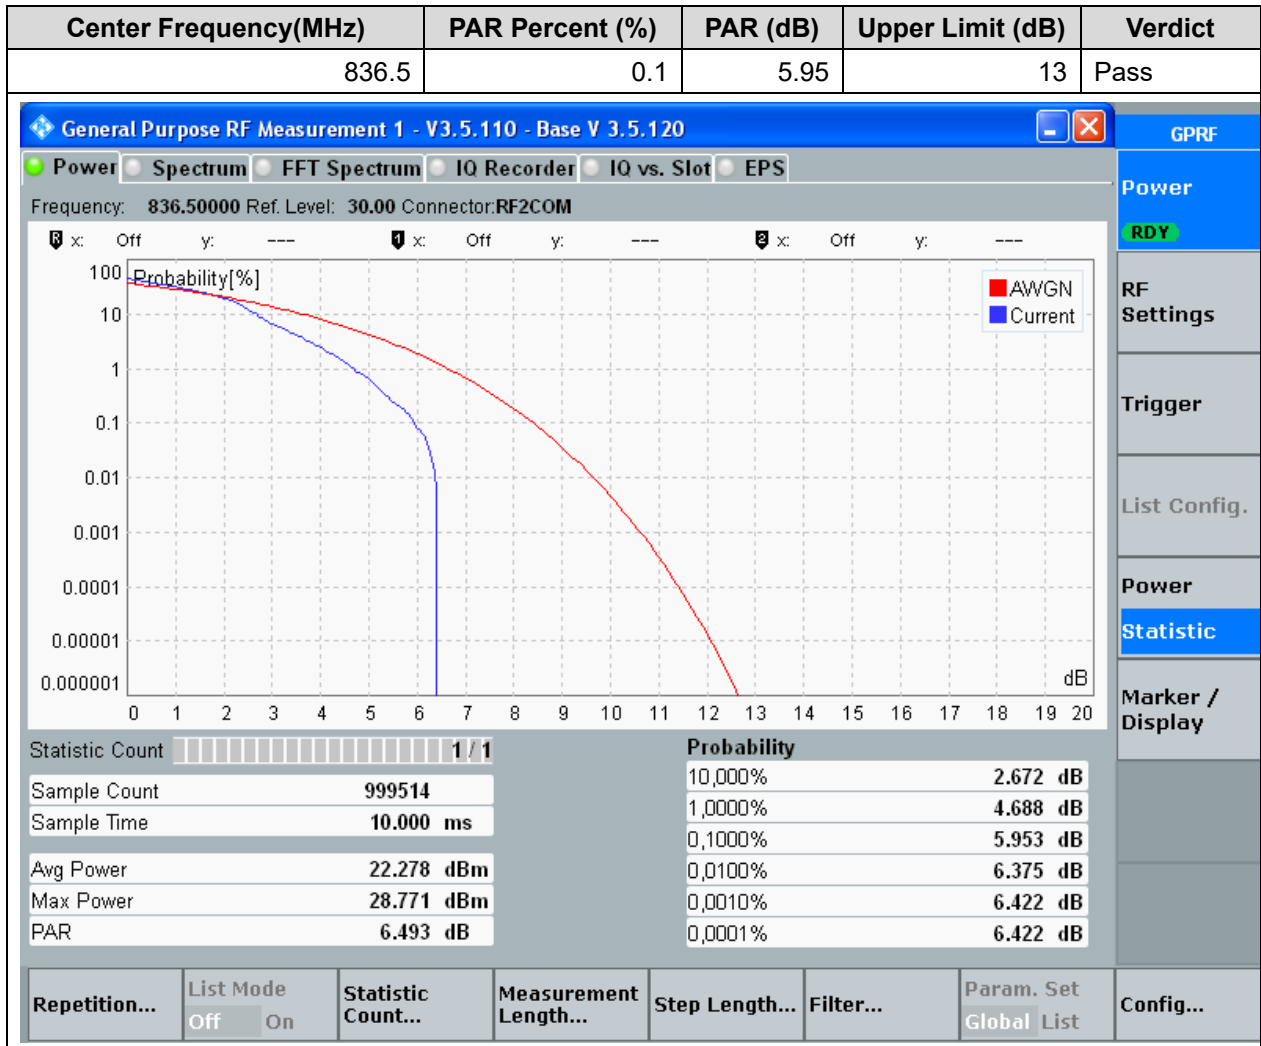 Center Frequency(MHz) PAR Percent (%) PAR (dB) Upper Limit (dB) Verdict
836.5 0.1 5.95 13 Pass
General Purpose RF Measurement 1 - V3.5.110 - Base V 3.5.120
GPRF
Power Spectrum FFT Spectrum IQ Recorder IQ vs. Slot EPS
Power
RDY
Frequency: 836.50000 Ref. Level: 30.00 Connector:RF2COM
R x: Off y: --- 1 x: Off y: --- 2 x: Off y: ---
Probability[%]
100
10
1
0.1
0.01
0.001
0.0001
0.00001
0.000001
AWGN
Current
dB
0 1 2 3 4 5 6 7 8 9 10 11 12 13 14 15 16 17 18 19 20
RF
Settings
Trigger
List Config.
Power
Statistic
Marker /
Display
Statistic Count 1 / 1
Sample Count 999514
Sample Time 10.000 ms
Avg Power 22.278 dBm
Max Power 28.771 dBm
PAR 6.493 dB
Probability
10,000% 2.672 dB
1,0000% 4.688 dB
0,1000% 5.953 dB
0,0100% 6.375 dB
0,0010% 6.422 dB
0,0001% 6.422 dB
Repetition...
List Mode
Off On
Statistic
Count...
Measurement
Length...
Step Length...
Filter...
Param. Set
Global List
Config...